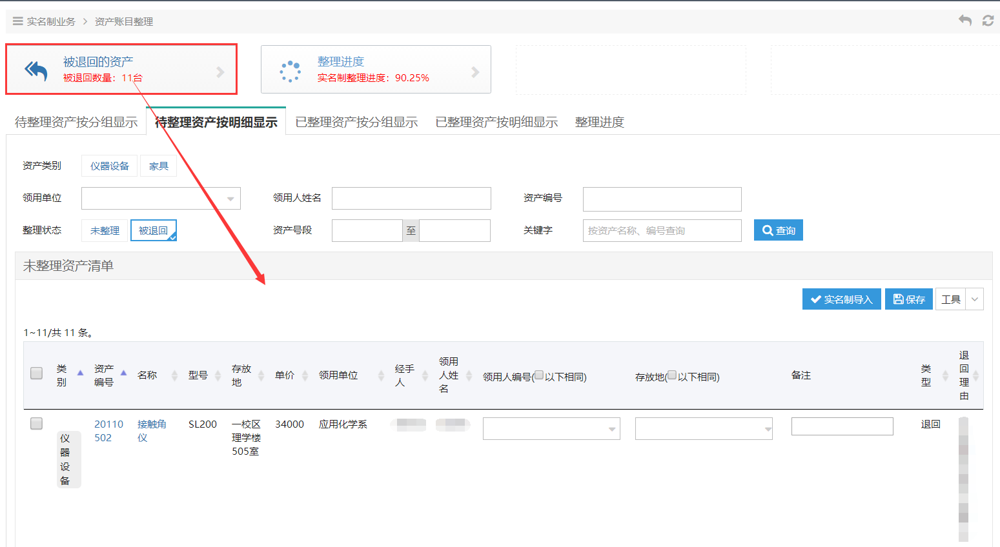 实名制业务 > 资产账目整理
被退回的资产
被退回数量：11台
整理进度
实名制整理进度：90.25%
待整理资产按分组显示 待整理资产按明细显示 已整理资产按分组显示 已整理资产按明细显示 整理进度
资产类别 仪器设备 家具
领用单位 领用人姓名 资产编号
整理状态 未整理 被退回 资产号段 至 关键字 按资产名称、编号查询 查询
未整理资产清单
实名制导入 保存 工具
1~11/共 11 条。
类别 资产编号 名称 型号 存放地 单价 领用单位 经手人 领用人姓名 领用人编号(以下相同) 存放地(以下相同) 备注 类型 退回理由
仪器设备 20110502 接触角仪 SL200 一校区理学楼505室 34000 应用化学系 退回